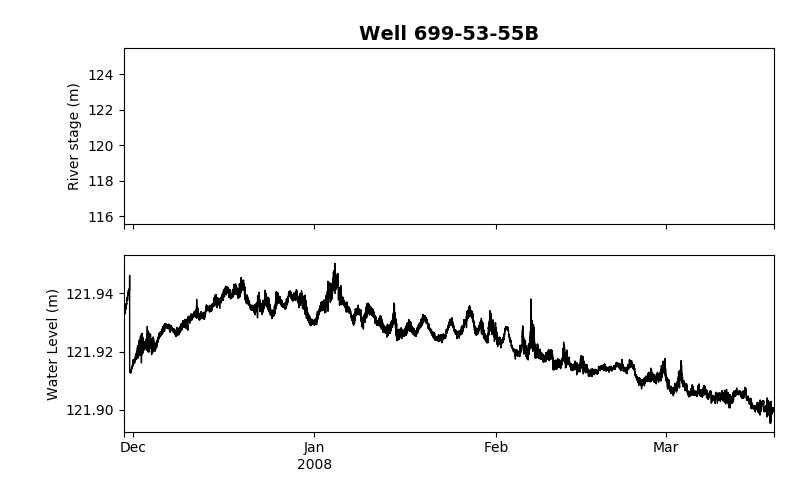 Well 699-53-55B
River stage (m)
124
122
120
118
116
Water Level (m)
121.94
121.92
121.90
Dec
Jan
2008
Feb
Mar